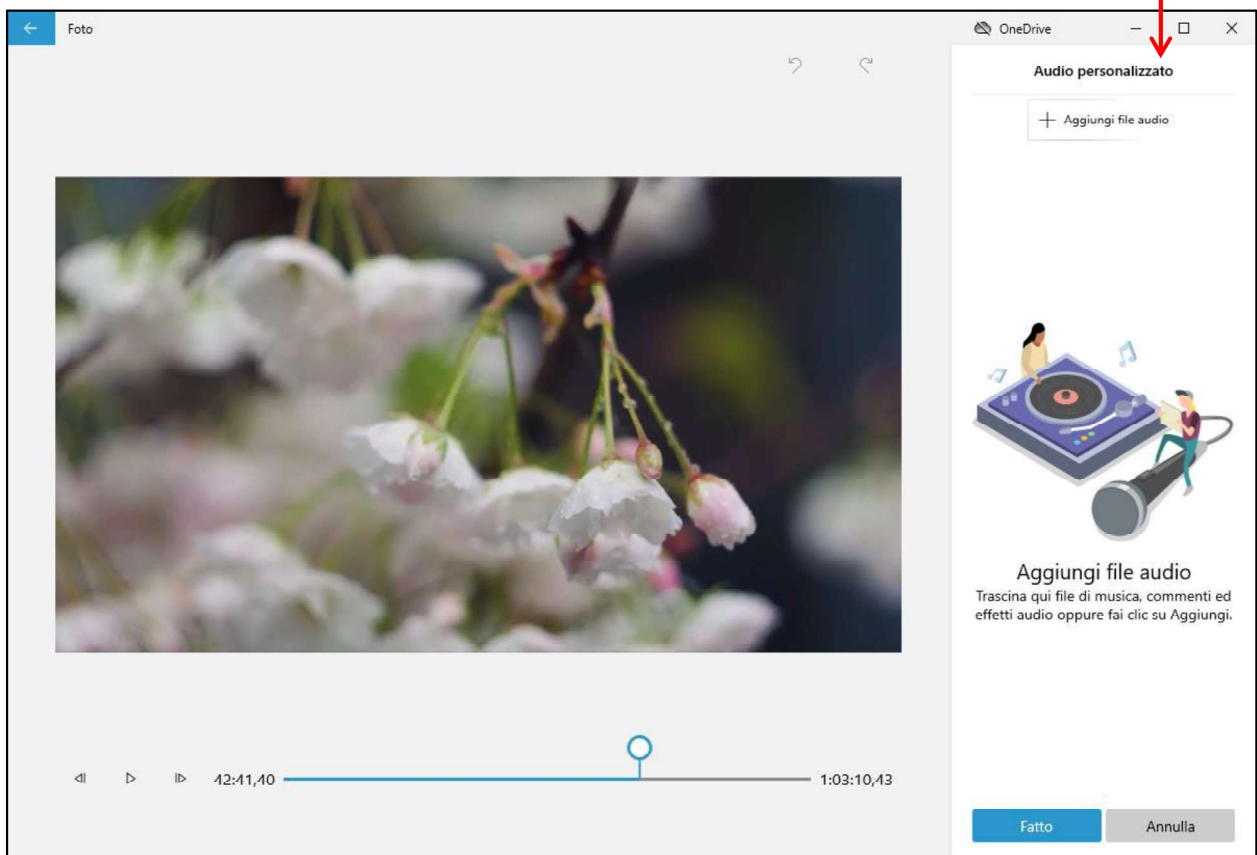 Foto
OneDrive
Audio personalizzato
Aggiungi file audio
42:41,40
1:03:10,43
Aggiungi file audio
Trascina qui file di musica, commenti ed
effetti audio oppure fai clic su Aggiungi.
Fatto
Annulla